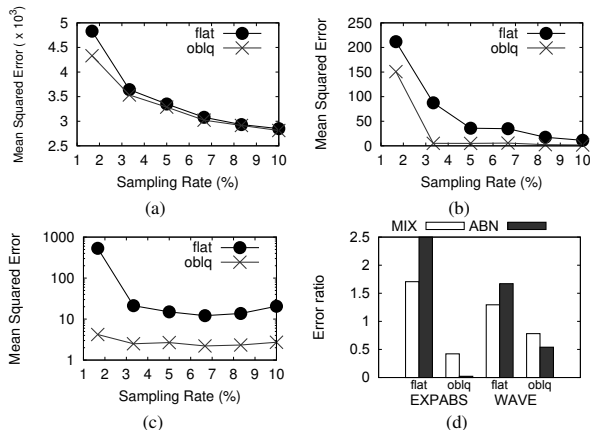 Mean Squared Error ( x 10³)
5
4.5
4
3.5
3
2.5
flat
oblq
1 2 3 4 5 6 7 8 9 10
Sampling Rate (%)
(a)
Mean Squared Error
250
200
150
100
50
0
flat
oblq
1 2 3 4 5 6 7 8 9 10
Sampling Rate (%)
(b)
Mean Squared Error
1000
100
10
1
flat
oblq
1 2 3 4 5 6 7 8 9 10
Sampling Rate (%)
(c)
MIX ABN
Error ratio
2.5
2
1.5
1
0.5
0
flat oblq flat oblq
EXPABS WAVE
(d)